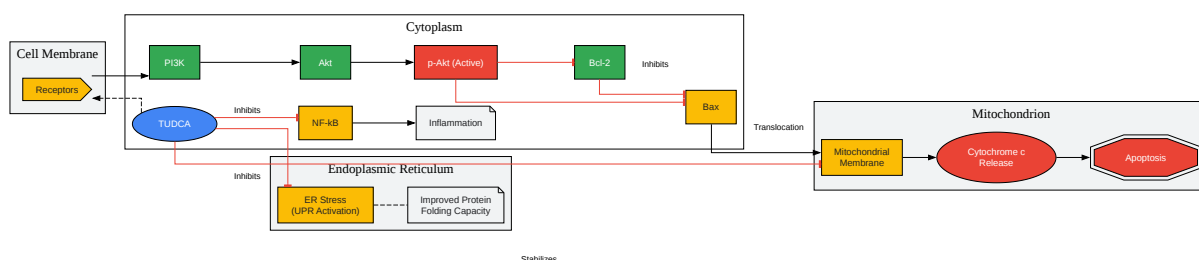 Cytoplasm
Cell Membrane
Receptors
PI3K
Akt
p-Akt (Active)
Bcl-2
Inhibits
TUDCA
Inhibits
NF-kB
Inflammation
Bax
Translocation
Mitochondrion
Mitochondrial
Membrane
Cytochrome c
Release
Apoptosis
Inhibits
Endoplasmic Reticulum
ER Stress
(UPR Activation)
Improved Protein
Folding Capacity
Stabilizes